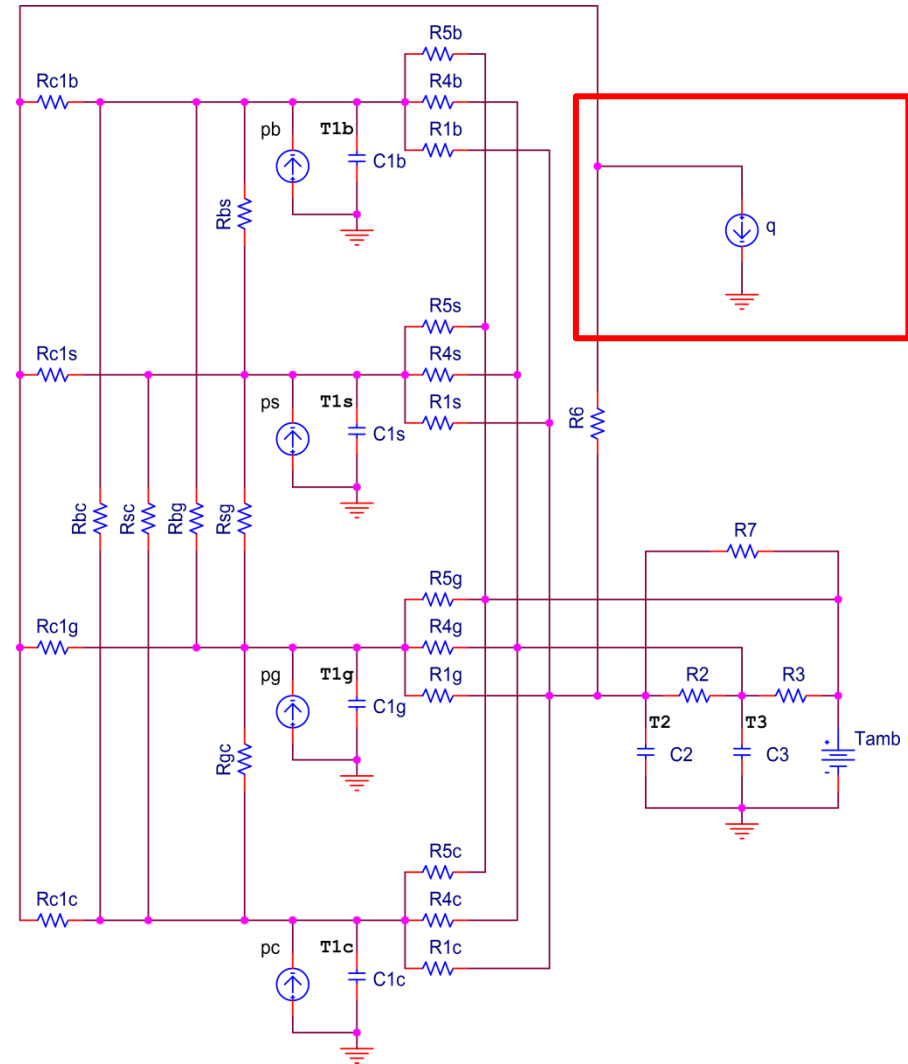 R5b
Rc1b
R4b
pb
T1b
R1b
C1b
q
Rbs
R5s
Rc1s
R4s
ps
T1s
R1s
C1s
R6
Rbc
Rsc
Rbg
Rsg
R7
R5g
Rc1g
R4g
pg
T1g
R1g
R2
R3
C1g
T2
T3
Tamb
C2
C3
Rgc
R5c
Rc1c
R4c
pc
T1c
R1c
C1c